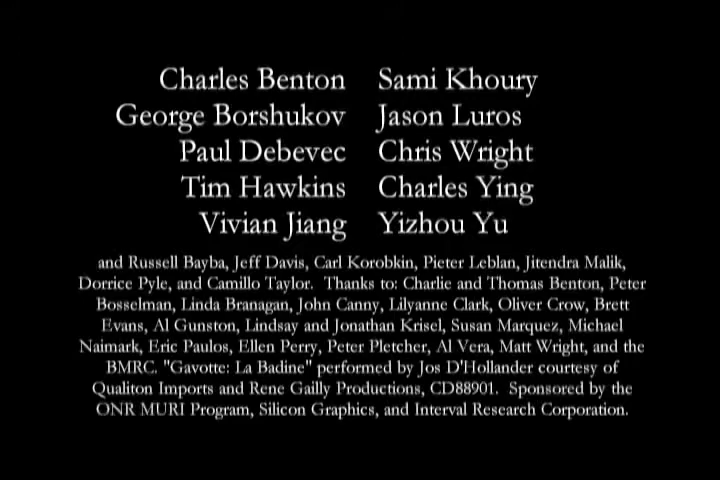 Charles Benton Sami Khoury
George Borshukov Jason Luros
Paul Debevec Chris Wright
Tim Hawkins Charles Ying
Vivian Jiang Yizhou Yu
and Russell Bayba, Jeff Davis, Carl Korobkin, Pieter Leblan, Jitendra Malik,
Dorrice Pyle, and Camillo Taylor. Thanks to: Charlie and Thomas Benton, Peter
Bosselman, Linda Branagan, John Canny, Lilyanne Clark, Oliver Crow, Brett
Evans, Al Gunston, Lindsay and Jonathan Krisel, Susan Marquez, Michael
Naimark, Eric Paulos, Ellen Perry, Peter Pletcher, Al Vera, Matt Wright, and the
BMRC. "Gavotte: La Badine" performed by Jos D'Hollander courtesy of
Qualiton Imports and Rene Gailly Productions, CD88901. Sponsored by the
ONR MURI Program, Silicon Graphics, and Interval Research Corporation.